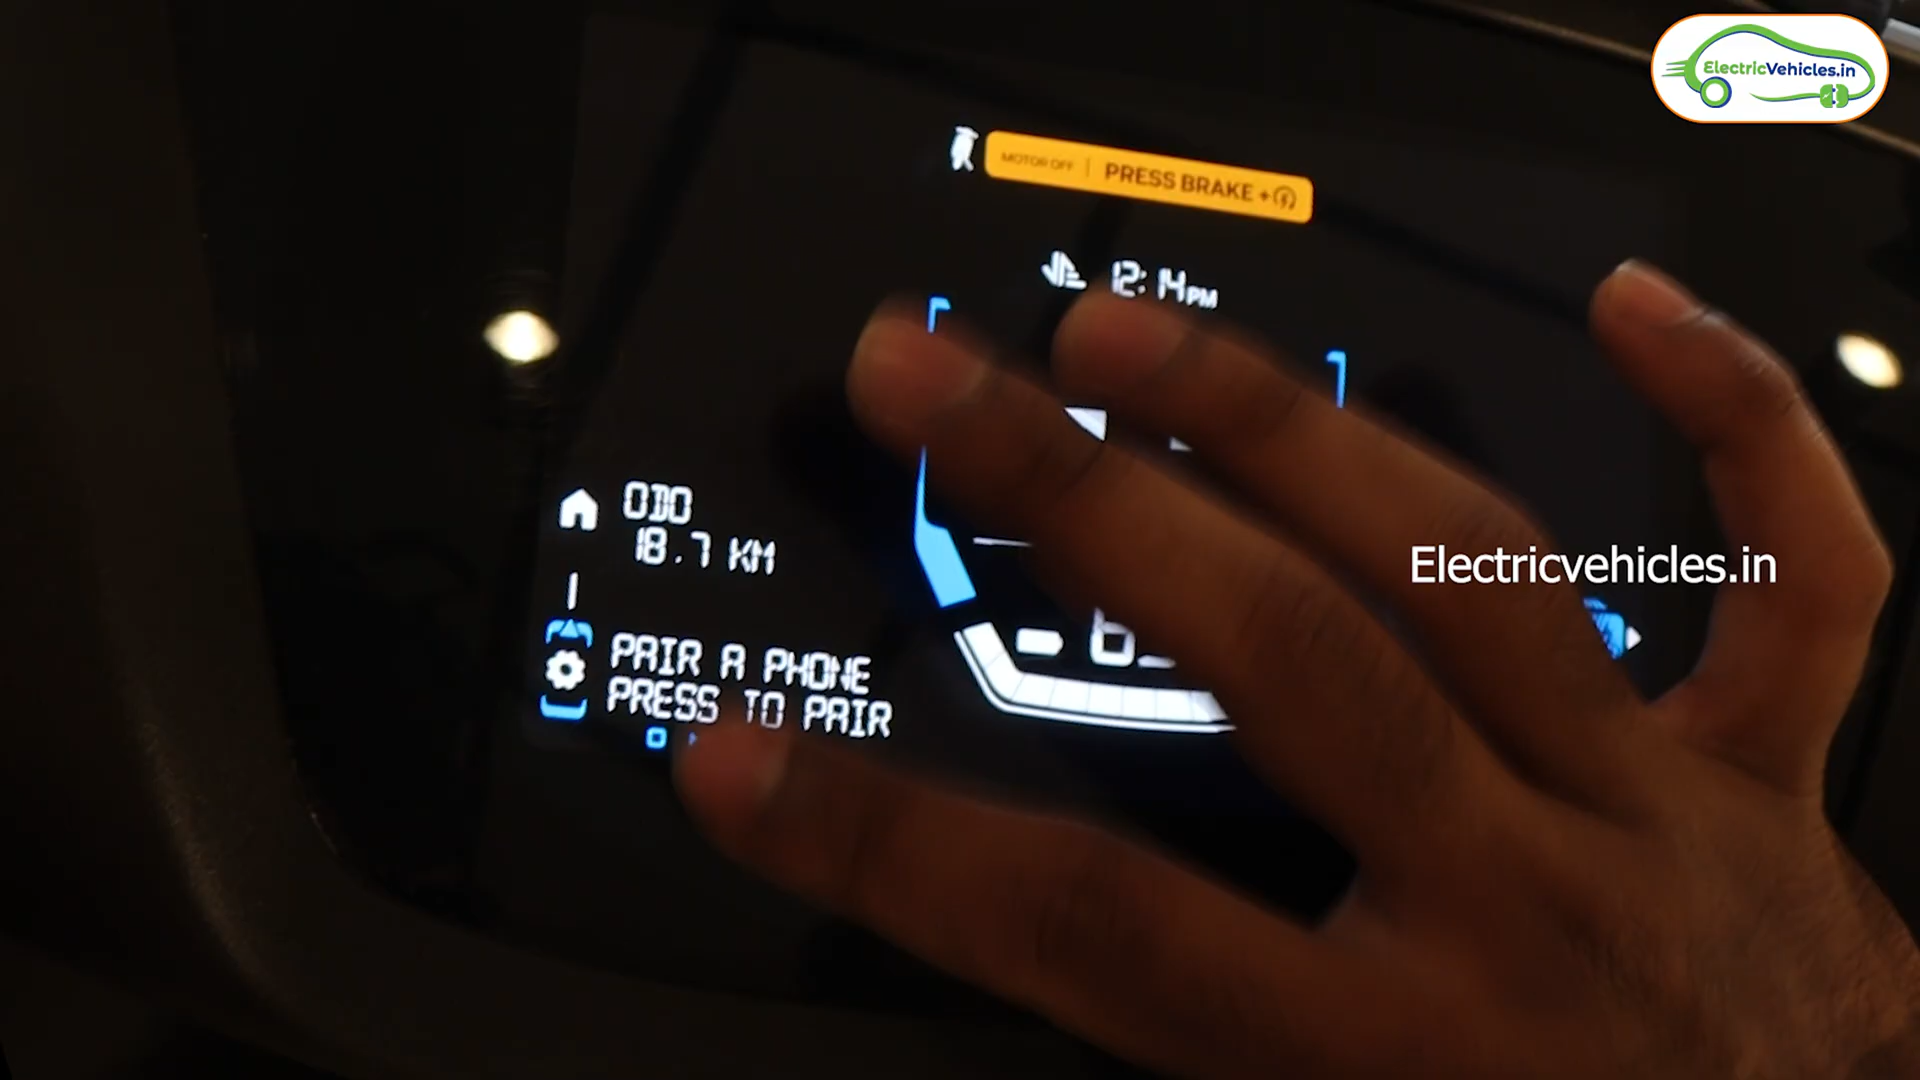 ElectricVehicles.in
MOTOR OFF | PRESS BRAKE +
12:14PM
ODO
18.7 KM
Electricvehicles.in
PAIR A PHONE
PRESS TO PAIR